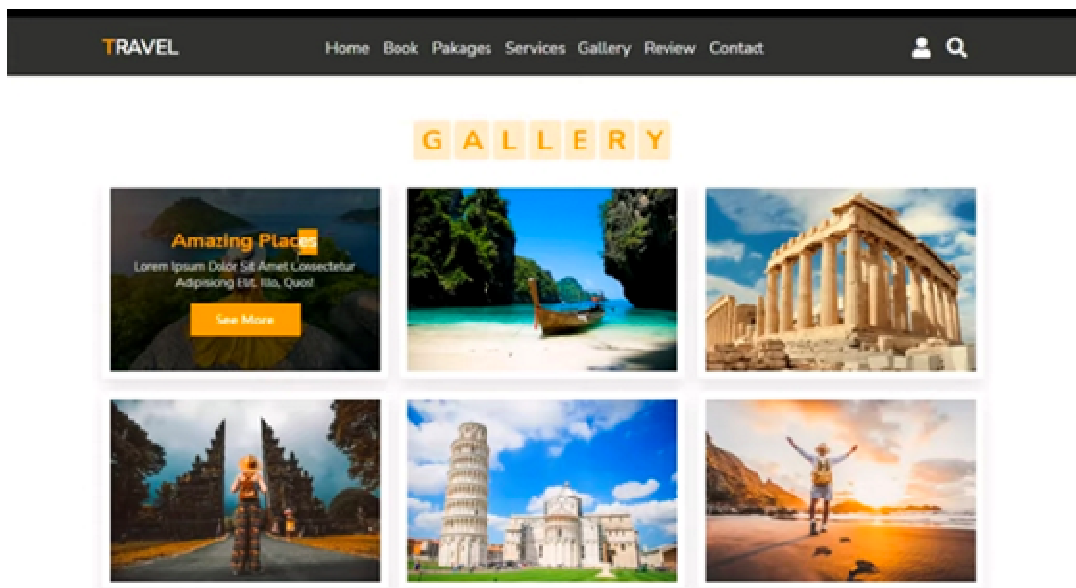 TRAVEL
Home Book Pakages Services Gallery Review Contact
GALLERY
Amazing Places
Lorem Ipsum Dolor Sit Amet Consectetur
Adipisicing Elit. Illo, Quos!
See More